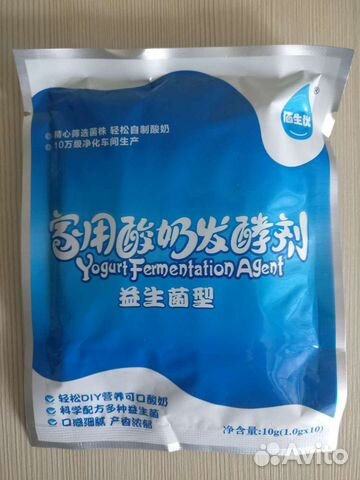 佰生优®
精心筛选菌株 轻松自制酸奶
10万级净化车间生产
家用酸奶发酵剂
Yogurt Fermentation Agent
益生菌型
轻松DIY营养可口酸奶
科学配方多种益生菌
口感细腻 产香浓郁
净含量:10g(1.0gx10)
Avito